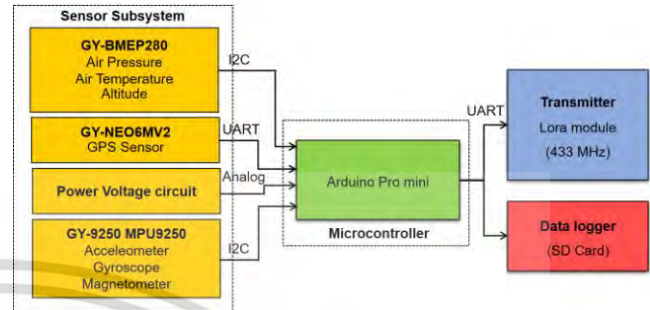 Sensor Subsystem
GY-BMEP280
Air Pressure
Air Temperature
Altitude
I2C
GY-NEO6MV2
GPS Sensor
UART
Power Voltage circuit
Analog
GY-9250 MPU9250
Acceleometer
Gyroscope
Magnetometer
I2C
Arduino Pro mini
Microcontroller
UART
Transmitter
Lora module
(433 MHz)
Data logger
(SD Card)